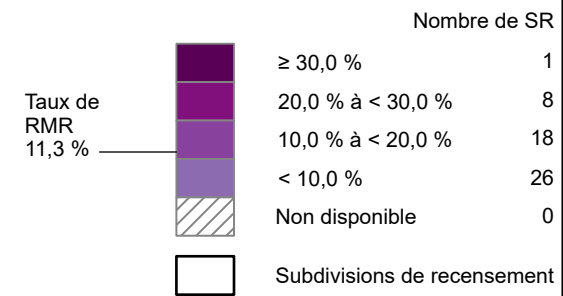 Nombre de SR
≥ 30,0 % 1
20,0 % à < 30,0 % 8
Taux de
RMR
11,3 %
10,0 % à < 20,0 % 18
< 10,0 % 26
Non disponible 0
Subdivisions de recensement